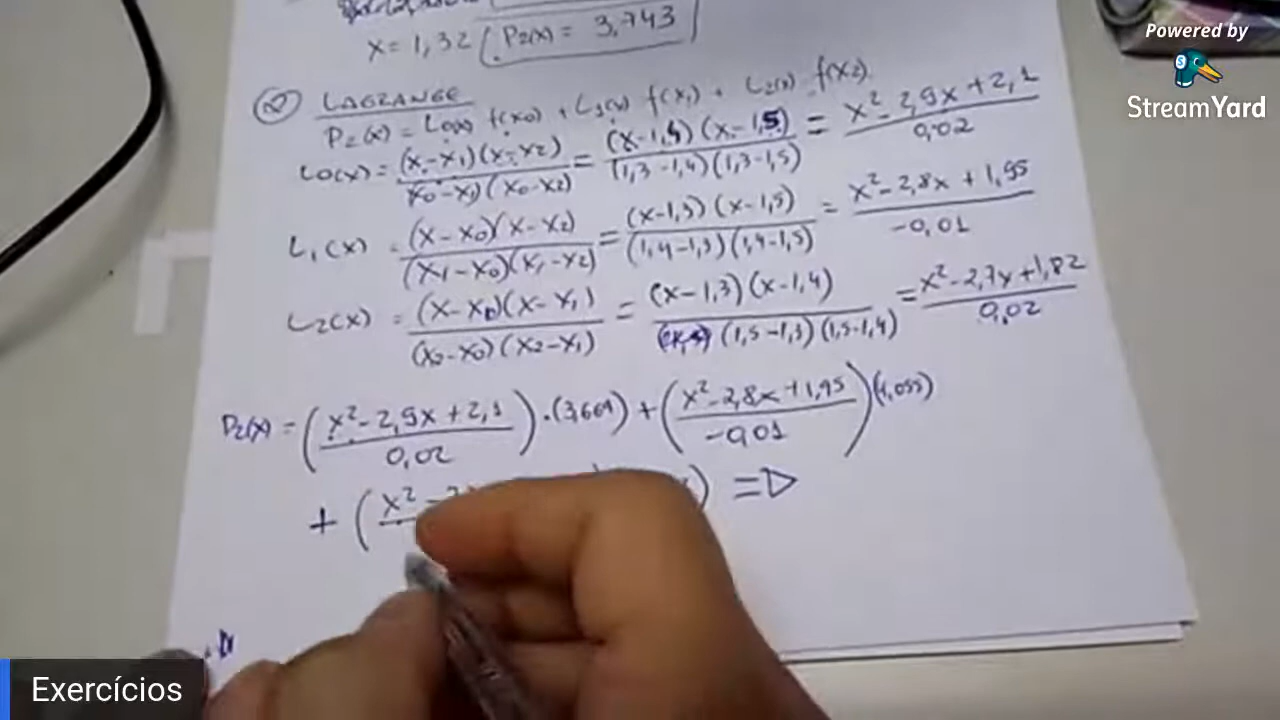 Powered by
StreamYard
x = 1,32 P2(x) = 3,743
2º LAGRANGE
P2(x) = L0(x) f(x0) + L1(x) f(x1) + L2(x) f(x2)
L0(x) = (x-x1)(x-x2) / (x0-x1)(x0-x2) = (x-1,4)(x-1,5) / (1,3-1,4)(1,3-1,5) = x²-2,9x+2,1 / 0,02
L1(x) = (x-x0)(x-x2) / (x1-x0)(x1-x2) = (x-1,3)(x-1,5) / (1,4-1,3)(1,4-1,5) = x²-2,8x+1,95 / -0,01
L2(x) = (x-x0)(x-x1) / (x2-x0)(x2-x1) = (x-1,3)(x-1,4) / (1,5-1,3)(1,5-1,4) = x²-2,7x+1,82 / 0,02
P2(x) = (x²-2,9x+2,1 / 0,02) . (3,669) + (x²-2,8x+1,95 / -0,01)(4,055)
+ (x² - ) =>
Exercícios